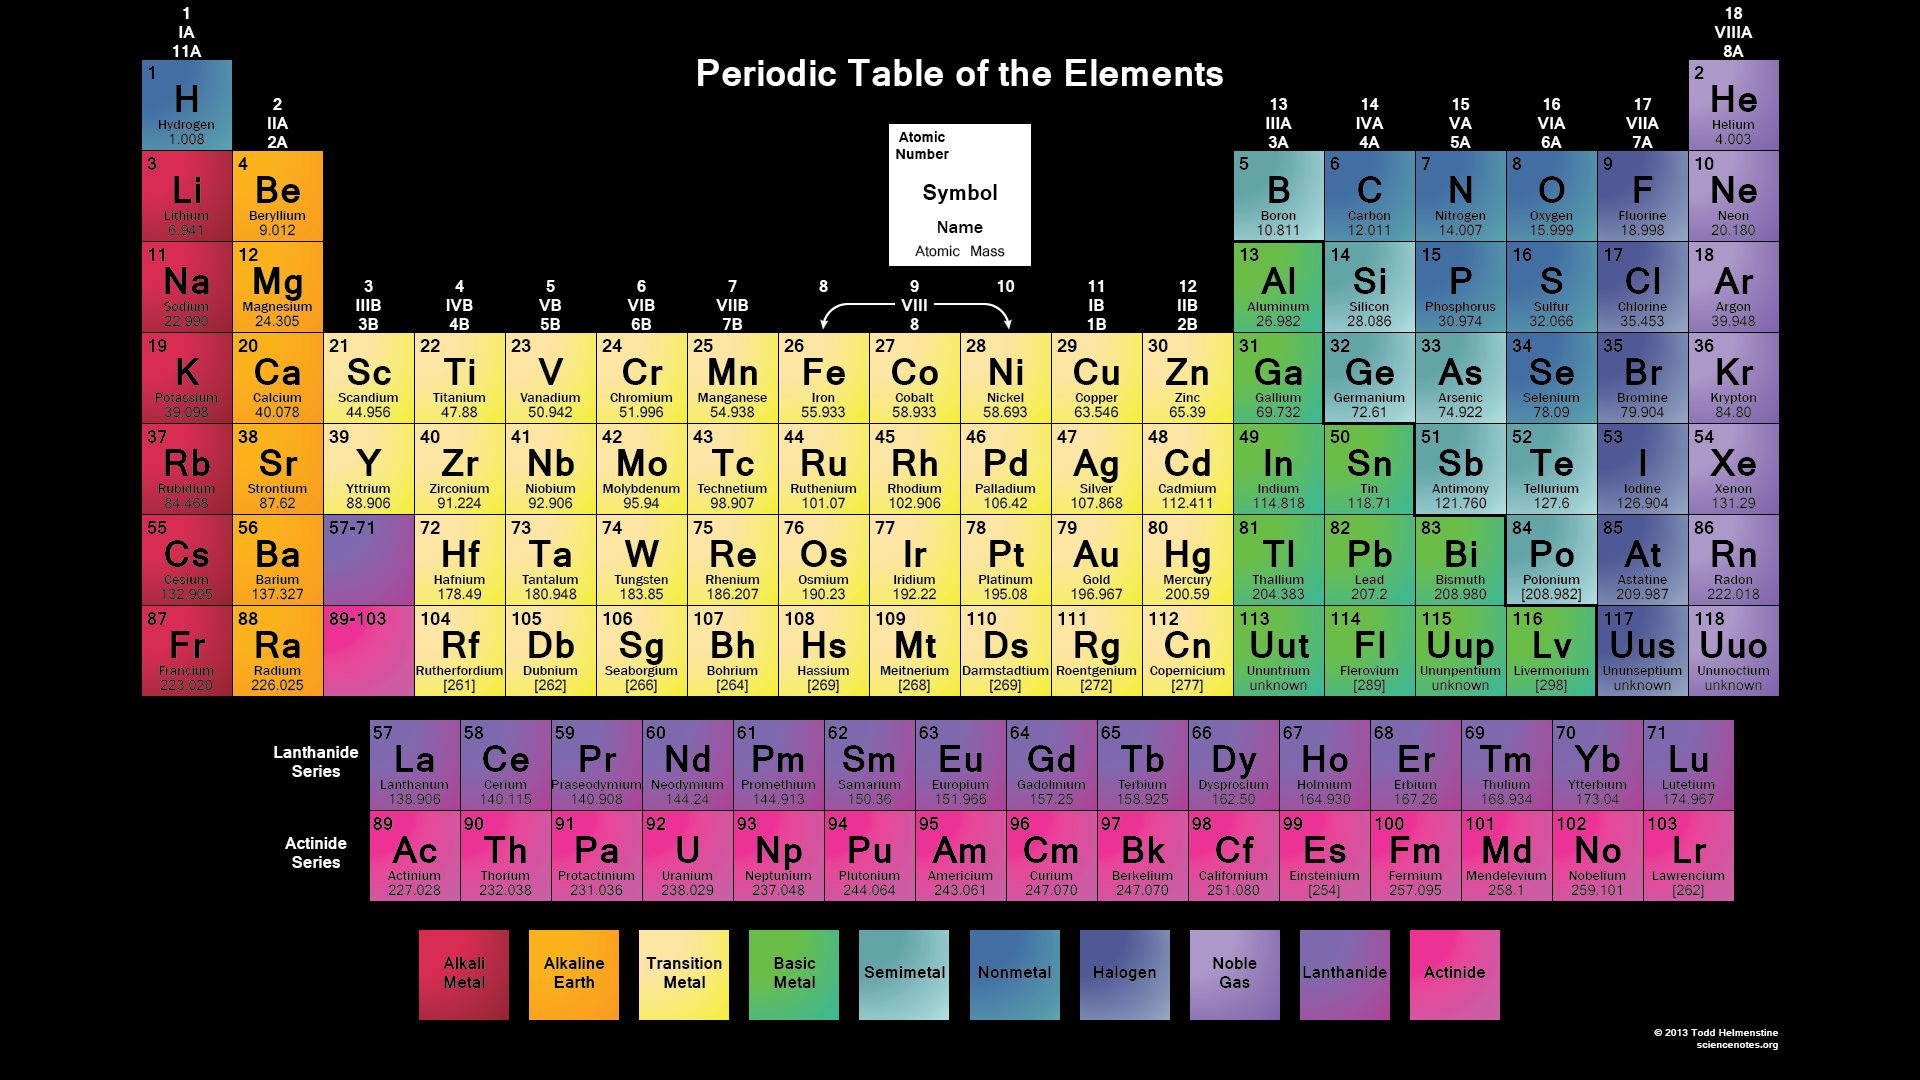 1
IA
11A
18
VIIIA
8A
Periodic Table of the Elements
1
H
Hydrogen
1.008
2
He
Helium
4.003
2
IIA
2A
13
IIIA
3A
14
IVA
4A
15
VA
5A
16
VIA
6A
17
VIIA
7A
Atomic
Number
Symbol
Name
Atomic Mass
3
Li
Lithium
6.941
4
Be
Beryllium
9.012
5
B
Boron
10.811
6
C
Carbon
12.011
7
N
Nitrogen
14.007
8
O
Oxygen
15.999
9
F
Fluorine
18.998
10
Ne
Neon
20.180
11
Na
Sodium
22.990
12
Mg
Magnesium
24.305
3
IIIB
3B
4
IVB
4B
5
VB
5B
6
VIB
6B
7
VIIB
7B
8
9
10
VIII
8
11
IB
1B
12
IIB
2B
13
Al
Aluminum
26.982
14
Si
Silicon
28.086
15
P
Phosphorus
30.974
16
S
Sulfur
32.066
17
Cl
Chlorine
35.453
18
Ar
Argon
39.948
19
K
Potassium
39.098
20
Ca
Calcium
40.078
21
Sc
Scandium
44.956
22
Ti
Titanium
47.88
23
V
Vanadium
50.942
24
Cr
Chromium
51.996
25
Mn
Manganese
54.938
26
Fe
Iron
55.933
27
Co
Cobalt
58.933
28
Ni
Nickel
58.693
29
Cu
Copper
63.546
30
Zn
Zinc
65.39
31
Ga
Gallium
69.732
32
Ge
Germanium
72.61
33
As
Arsenic
74.922
34
Se
Selenium
78.09
35
Br
Bromine
79.904
36
Kr
Krypton
84.80
37
Rb
Rubidium
84.468
38
Sr
Strontium
87.62
39
Y
Yttrium
88.906
40
Zr
Zirconium
91.224
41
Nb
Niobium
92.906
42
Mo
Molybdenum
95.94
43
Tc
Technetium
98.907
44
Ru
Ruthenium
101.07
45
Rh
Rhodium
102.906
46
Pd
Palladium
106.42
47
Ag
Silver
107.868
48
Cd
Cadmium
112.411
49
In
Indium
114.818
50
Sn
Tin
118.71
51
Sb
Antimony
121.760
52
Te
Tellurium
127.6
53
I
Iodine
126.904
54
Xe
Xenon
131.29
55
Cs
Cesium
132.905
56
Ba
Barium
137.327
57-71
72
Hf
Hafnium
178.49
73
Ta
Tantalum
180.948
74
W
Tungsten
183.85
75
Re
Rhenium
186.207
76
Os
Osmium
190.23
77
Ir
Iridium
192.22
78
Pt
Platinum
195.08
79
Au
Gold
196.967
80
Hg
Mercury
200.59
81
Tl
Thallium
204.383
82
Pb
Lead
207.2
83
Bi
Bismuth
208.980
84
Po
Polonium
[208.982]
85
At
Astatine
209.987
86
Rn
Radon
222.018
87
Fr
Francium
223.020
88
Ra
Radium
226.025
89-103
104
Rf
Rutherfordium
[261]
105
Db
Dubnium
[262]
106
Sg
Seaborgium
[266]
107
Bh
Bohrium
[264]
108
Hs
Hassium
[269]
109
Mt
Meitnerium
[268]
110
Ds
Darmstadtium
[269]
111
Rg
Roentgenium
[272]
112
Cn
Copernicium
[277]
113
Uut
Ununtrium
unknown
114
Fl
Flerovium
[289]
115
Uup
Ununpentium
unknown
116
Lv
Livermorium
[298]
117
Uus
Ununseptium
unknown
118
Uuo
Ununoctium
unknown
Lanthanide
Series
57
La
Lanthanum
138.906
58
Ce
Cerium
140.115
59
Pr
Praseodymium
140.908
60
Nd
Neodymium
144.24
61
Pm
Promethium
144.913
62
Sm
Samarium
150.36
63
Eu
Europium
151.966
64
Gd
Gadolinium
157.25
65
Tb
Terbium
158.925
66
Dy
Dysprosium
162.50
67
Ho
Holmium
164.930
68
Er
Erbium
167.26
69
Tm
Thulium
168.934
70
Yb
Ytterbium
173.04
71
Lu
Lutetium
174.967
Actinide
Series
89
Ac
Actinium
227.028
90
Th
Thorium
232.038
91
Pa
Protactinium
231.036
92
U
Uranium
238.029
93
Np
Neptunium
237.048
94
Pu
Plutonium
244.064
95
Am
Americium
243.061
96
Cm
Curium
247.070
97
Bk
Berkelium
247.070
98
Cf
Californium
251.080
99
Es
Einsteinium
[254]
100
Fm
Fermium
257.095
101
Md
Mendelevium
258.1
102
No
Nobelium
259.101
103
Lr
Lawrencium
[262]
Alkali
Metal
Alkaline
Earth
Transition
Metal
Basic
Metal
Semimetal
Nonmetal
Halogen
Noble
Gas
Lanthanide
Actinide
© 2013 Todd Helmenstine
sciencenotes.org